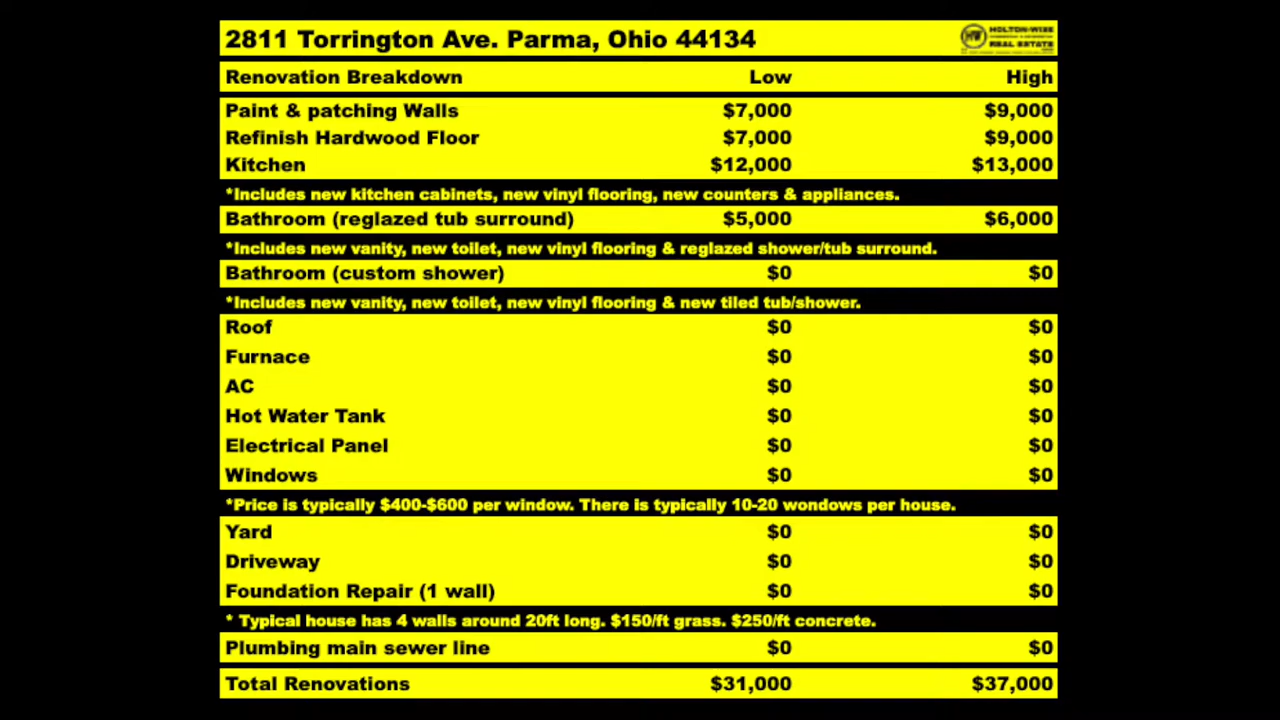 2811 Torrington Ave. Parma, Ohio 44134
HOLTON-WISE
REAL ESTATE
Renovation Breakdown Low High
Paint & patching Walls $7,000 $9,000
Refinish Hardwood Floor $7,000 $9,000
Kitchen $12,000 $13,000
*Includes new kitchen cabinets, new vinyl flooring, new counters & appliances.
Bathroom (reglazed tub surround) $5,000 $6,000
*Includes new vanity, new toilet, new vinyl flooring & reglazed shower/tub surround.
Bathroom (custom shower) $0 $0
*Includes new vanity, new toilet, new vinyl flooring & new tiled tub/shower.
Roof $0 $0
Furnace $0 $0
AC $0 $0
Hot Water Tank $0 $0
Electrical Panel $0 $0
Windows $0 $0
*Price is typically $400-$600 per window. There is typically 10-20 wondows per house.
Yard $0 $0
Driveway $0 $0
Foundation Repair (1 wall) $0 $0
* Typical house has 4 walls around 20ft long. $150/ft grass. $250/ft concrete.
Plumbing main sewer line $0 $0
Total Renovations $31,000 $37,000